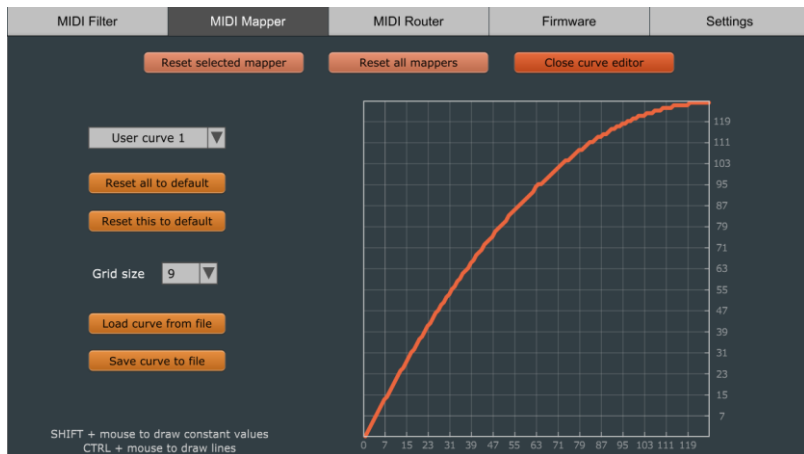 MIDI Filter MIDI Mapper MIDI Router Firmware Settings
Reset selected mapper Reset all mappers Close curve editor
User curve 1
Reset all to default
Reset this to default
Grid size 9
Load curve from file
Save curve to file
SHIFT + mouse to draw constant values
CTRL + mouse to draw lines
119
111
103
95
87
79
71
63
55
47
39
31
23
15
7
0 7 15 23 31 39 47 55 63 71 79 87 95 103 111 119